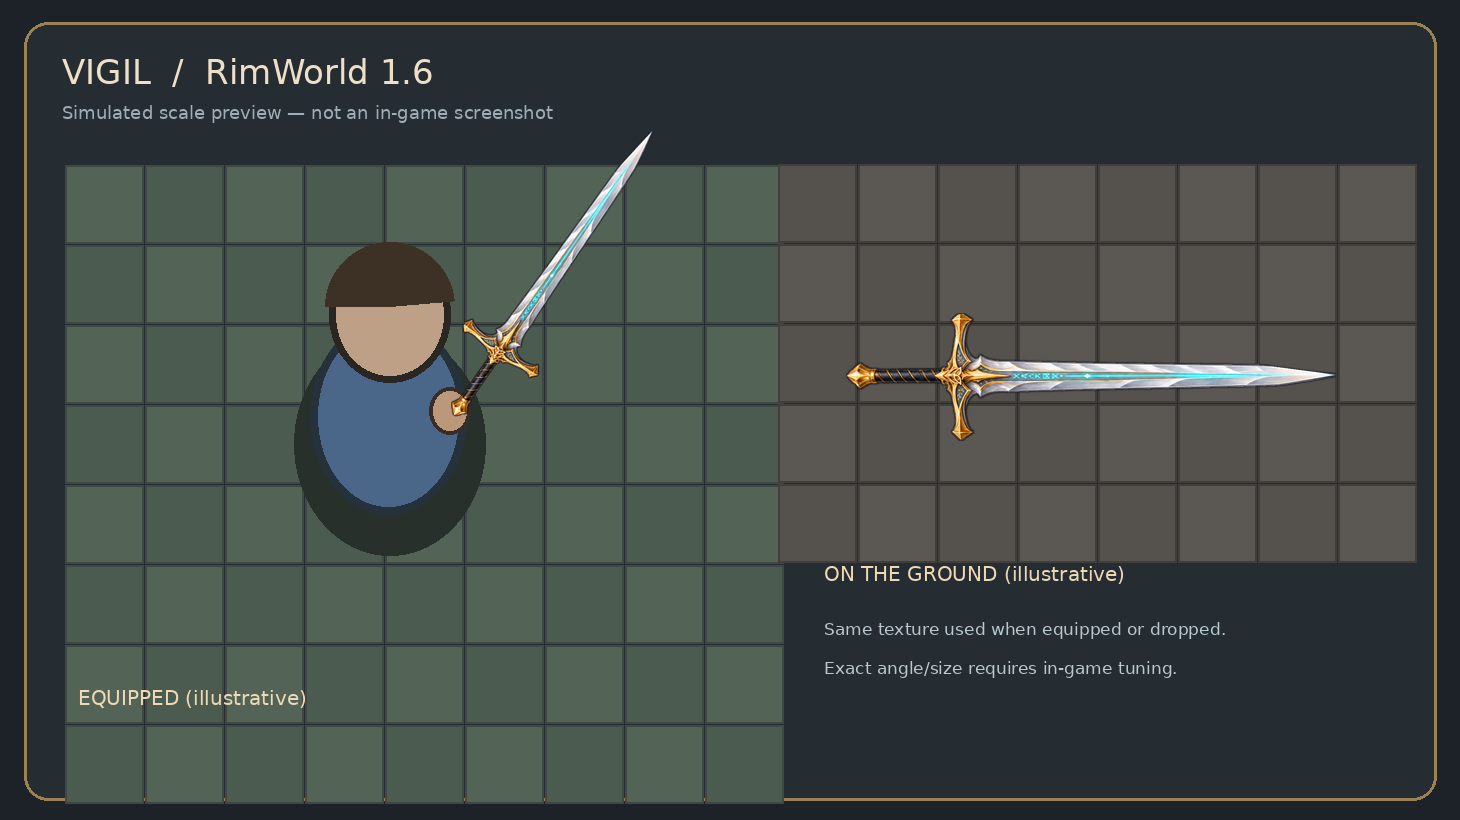 VIGIL / RimWorld 1.6
Simulated scale preview — not an in-game screenshot
ON THE GROUND (illustrative)
Same texture used when equipped or dropped.
Exact angle/size requires in-game tuning.
EQUIPPED (illustrative)